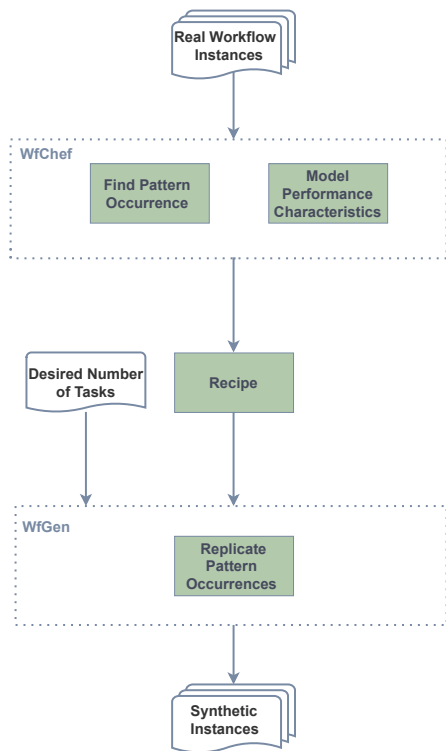 Real Workflow
Instances
WfChef
Find Pattern
Occurrence
Model
Performance
Characteristics
Desired Number
of Tasks
Recipe
WfGen
Replicate
Pattern
Occurrences
Synthetic
Instances